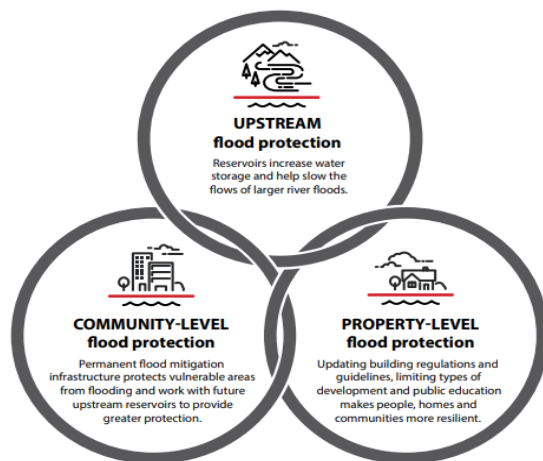 UPSTREAM
flood protection
Reservoirs increase water
storage and help slow the
flows of larger river floods.
COMMUNITY-LEVEL
flood protection
Permanent flood mitigation
infrastructure protects vulnerable areas
from flooding and work with future
upstream reservoirs to provide
greater protection.
PROPERTY-LEVEL
flood protection
Updating building regulations and
guidelines, limiting types of
development and public education
makes people, homes and
communities more resilient.